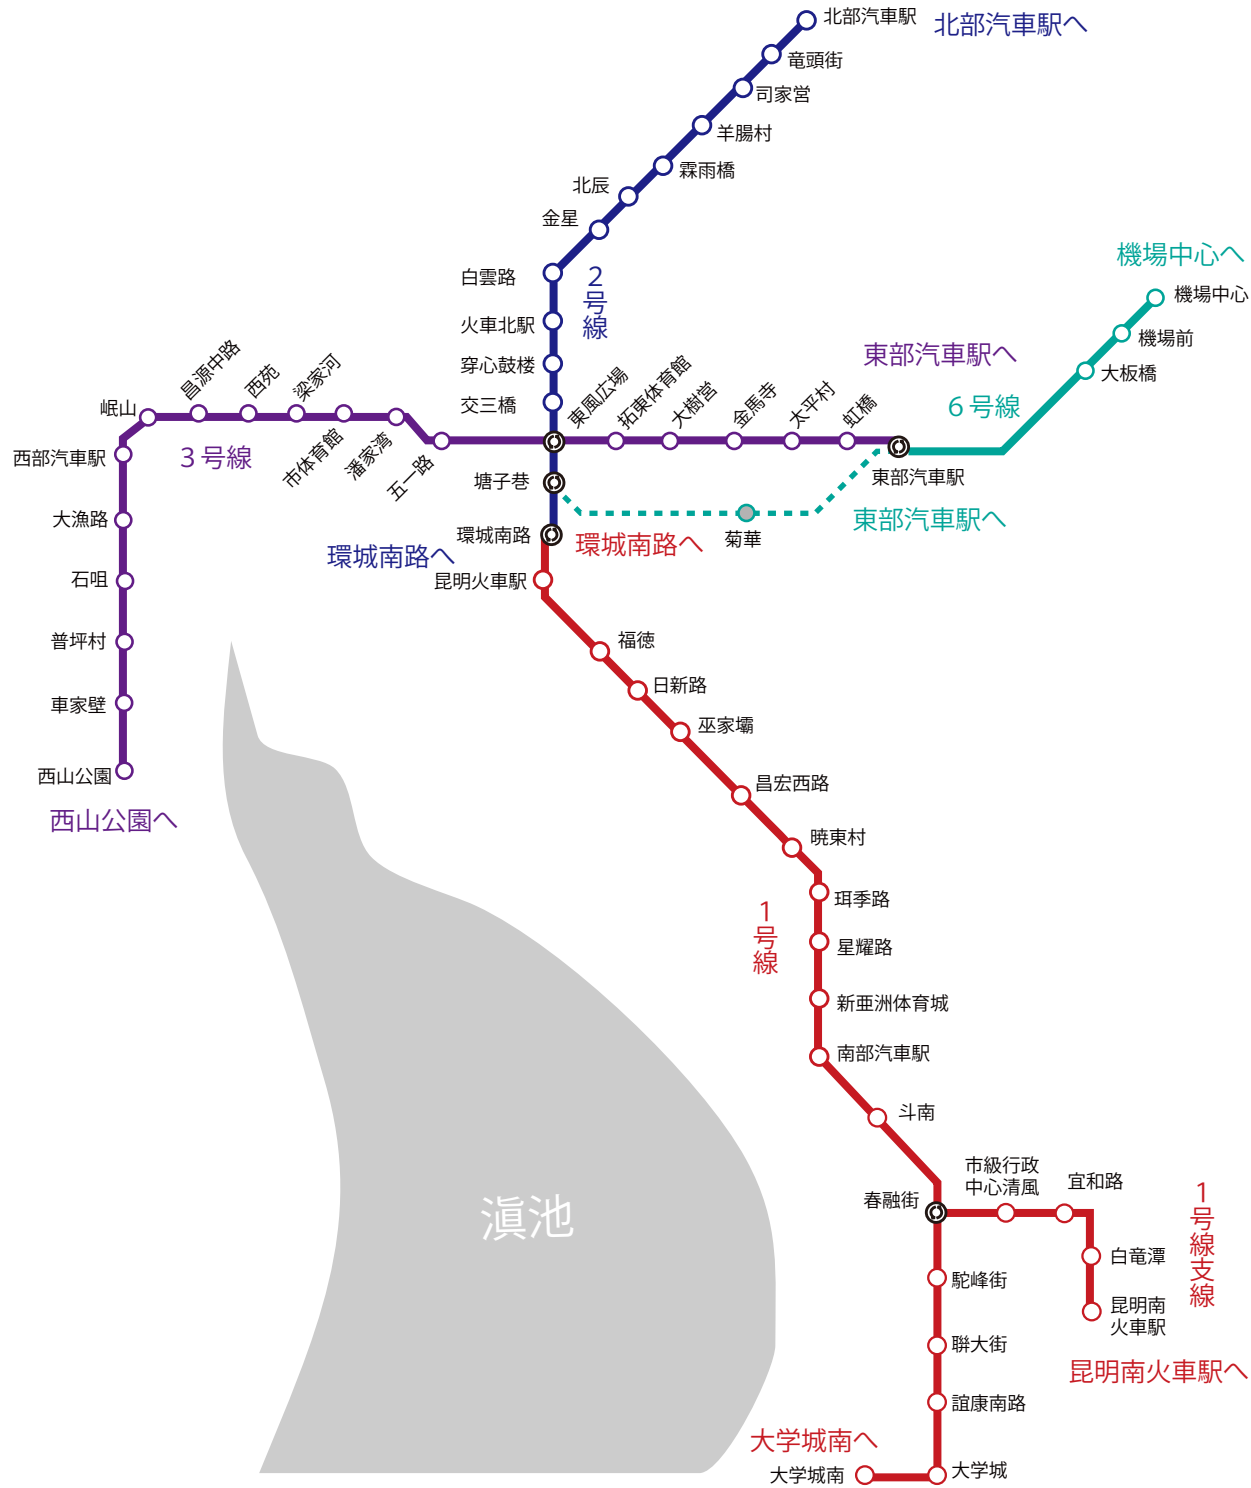 北部汽車駅
北部汽車駅へ
竜頭街
司家営
羊腸村
霖雨橋
北辰
金星
白雲路
2号線
火車北駅
穿心鼓楼
交三橋
機場中心へ
機場中心
機場前
大板橋
6号線
東部汽車駅へ
東風広場
拓東体育館
大樹営
金馬寺
太平村
虹橋
東部汽車駅
東部汽車駅へ
昌源中路
西苑
梁家河
岷山
市体育館
潘家湾
五一路
3号線
西部汽車駅
大漁路
石咀
普坪村
車家壁
西山公園
西山公園へ
塘子巷
菊華
環城南路
環城南路へ
環城南路へ
昆明火車駅
福徳
日新路
巫家壩
昌宏西路
暁東村
珥季路
1号線
星耀路
新亜洲体育城
南部汽車駅
斗南
春融街
市級行政
中心清風
宜和路
1号線支線
白竜潭
昆明南
火車駅
昆明南火車駅へ
滇池
駝峰街
聨大街
誼康南路
大学城南へ
大学城南
大学城